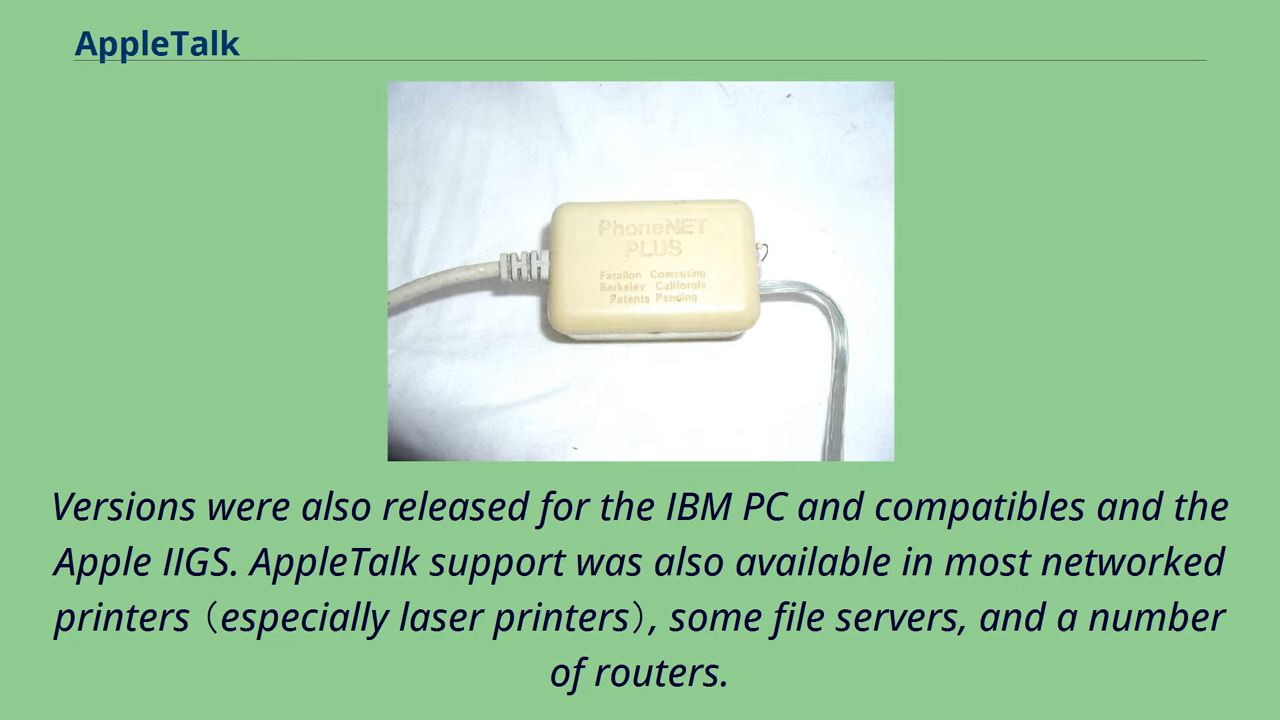 AppleTalk
PhoneNET
PLUS
Farallon Computing
Berkeley California
Patents Pending
Versions were also released for the IBM PC and compatibles and the
Apple IIGS. AppleTalk support was also available in most networked
printers（especially laser printers）, some file servers, and a number
of routers.